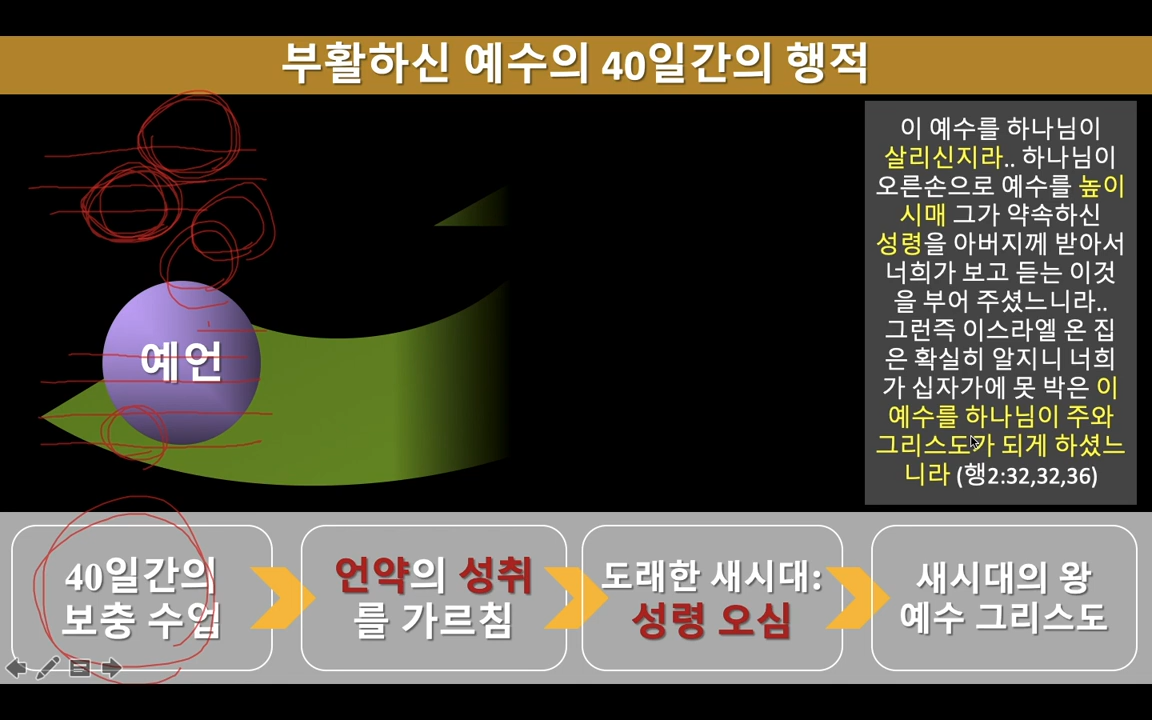 부활하신 예수의 40일간의 행적
이 예수를 하나님이
살리신지라.. 하나님이
오른손으로 예수를 높이
시매 그가 약속하신
성령을 아버지께 받아서
너희가 보고 듣는 이것
을 부어 주셨느니라..
그런즉 이스라엘 온 집
은 확실히 알지니 너희
가 십자가에 못 박은 이
예수를 하나님이 주와
그리스도가 되게 하셨느
니라 (행2:32,32,36)
예언
40일간의
보충 수업
언약의 성취
를 가르침
도래한 새시대:
성령 오심
새시대의 왕
예수 그리스도